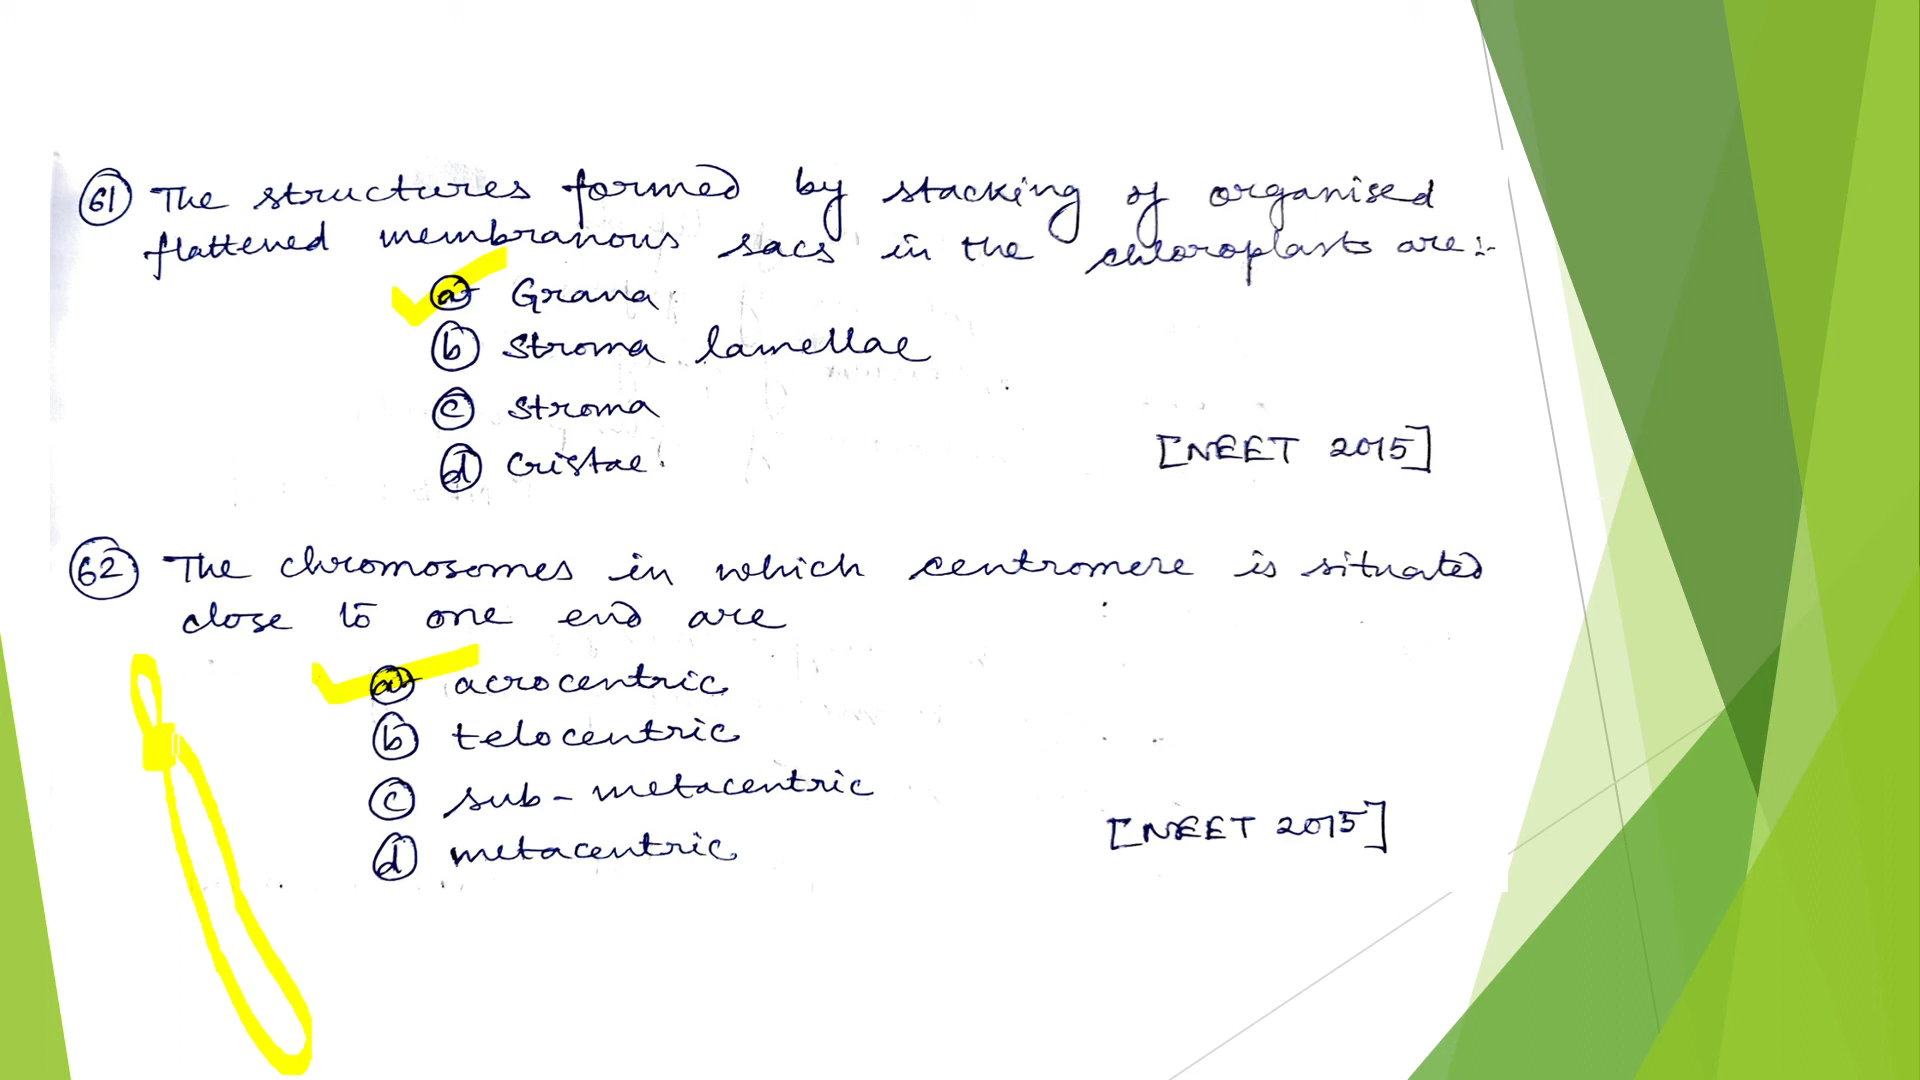 61 The structures formed by stacking of organised
flattened membranous sacs in the chloroplasts are :-
a Grana
b Stroma lamellae
c Stroma
d Cristae
[NEET 2015]
62 The chromosomes in which centromere is situated
close to one end are
a acrocentric
b telocentric
c sub-metacentric
d metacentric
[NEET 2015]